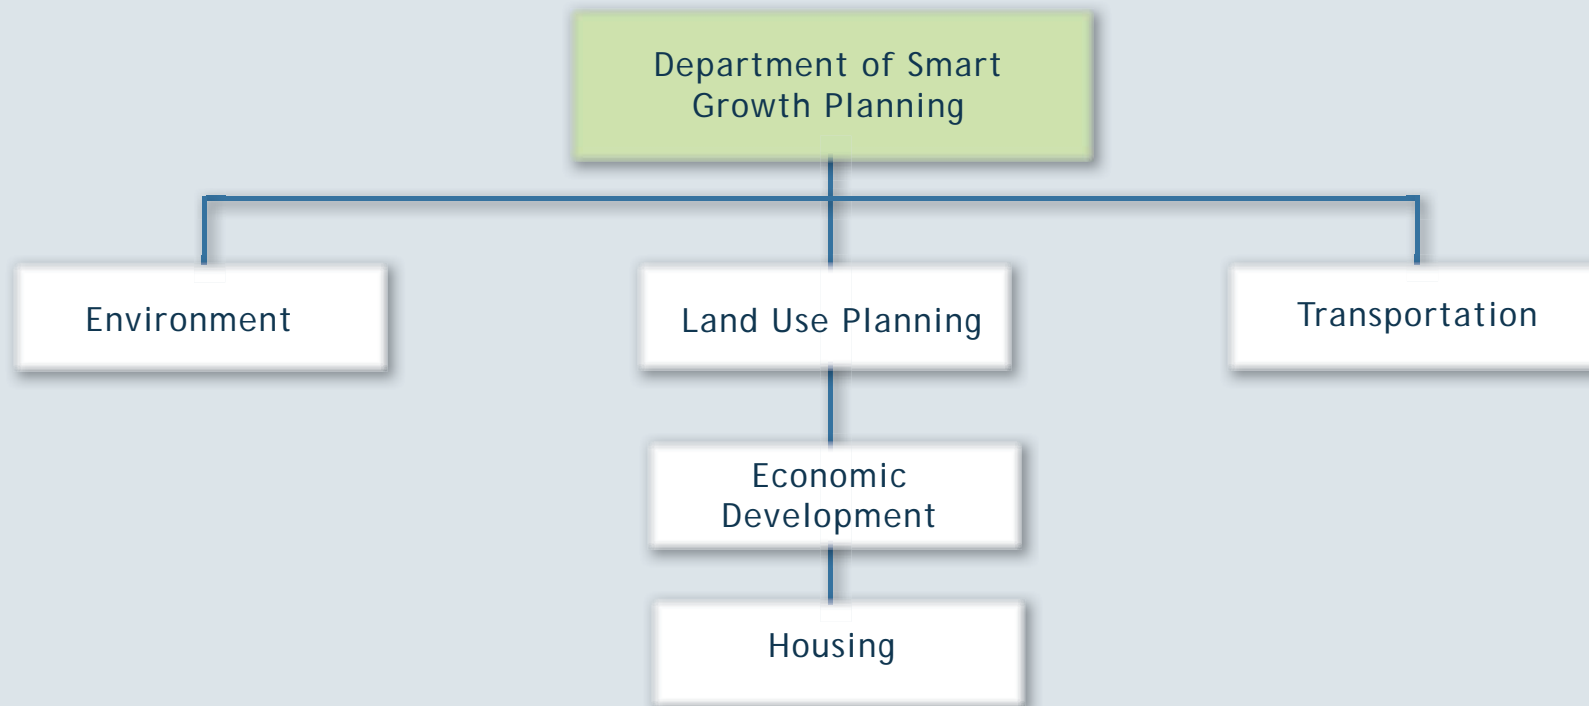 Department of Smart
Growth Planning
Environment
Land Use Planning
Transportation
Economic
Development
Housing